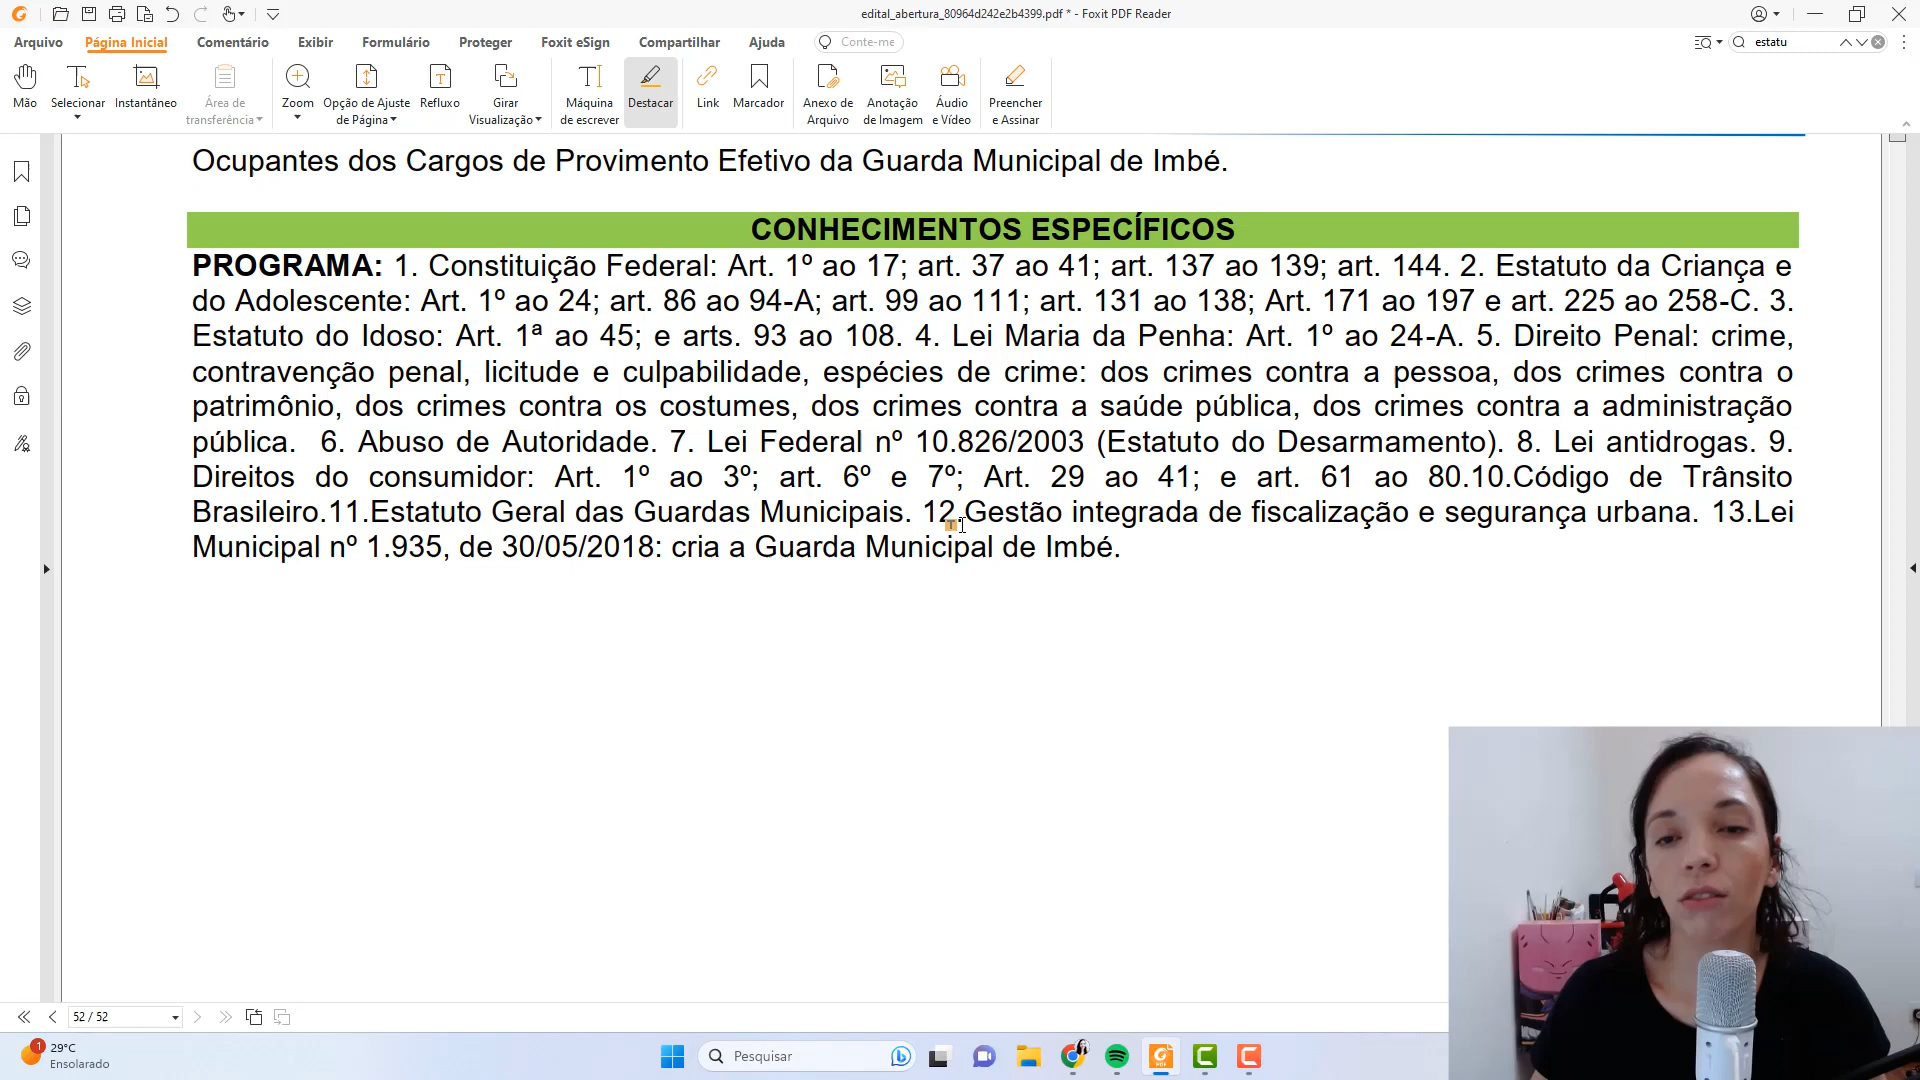 edital_abertura_80964d242e2b4399.pdf * - Foxit PDF Reader
Arquivo Página Inicial Comentário Exibir Formulário Proteger Foxit eSign Compartilhar Ajuda Conte-me estatu
Mão Selecionar Instantâneo Área de transferência Zoom Opção de Ajuste de Página Refluxo Girar Visualização Máquina de escrever Destacar Link Marcador Anexo de Arquivo Anotação de Imagem Áudio e Vídeo Preencher e Assinar
Ocupantes dos Cargos de Provimento Efetivo da Guarda Municipal de Imbé.
CONHECIMENTOS ESPECÍFICOS
PROGRAMA: 1. Constituição Federal: Art. 1º ao 17; art. 37 ao 41; art. 137 ao 139; art. 144. 2. Estatuto da Criança e
do Adolescente: Art. 1º ao 24; art. 86 ao 94-A; art. 99 ao 111; art. 131 ao 138; Art. 171 ao 197 e art. 225 ao 258-C. 3.
Estatuto do Idoso: Art. 1ª ao 45; e arts. 93 ao 108. 4. Lei Maria da Penha: Art. 1º ao 24-A. 5. Direito Penal: crime,
contravenção penal, licitude e culpabilidade, espécies de crime: dos crimes contra a pessoa, dos crimes contra o
patrimônio, dos crimes contra os costumes, dos crimes contra a saúde pública, dos crimes contra a administração
pública. 6. Abuso de Autoridade. 7. Lei Federal nº 10.826/2003 (Estatuto do Desarmamento). 8. Lei antidrogas. 9.
Direitos do consumidor: Art. 1º ao 3º; art. 6º e 7º; Art. 29 ao 41; e art. 61 ao 80.10.Código de Trânsito
Brasileiro.11.Estatuto Geral das Guardas Municipais. 12.Gestão integrada de fiscalização e segurança urbana. 13.Lei
Municipal nº 1.935, de 30/05/2018: cria a Guarda Municipal de Imbé.
52 / 52
1
29°C
Ensolarado
Pesquisar